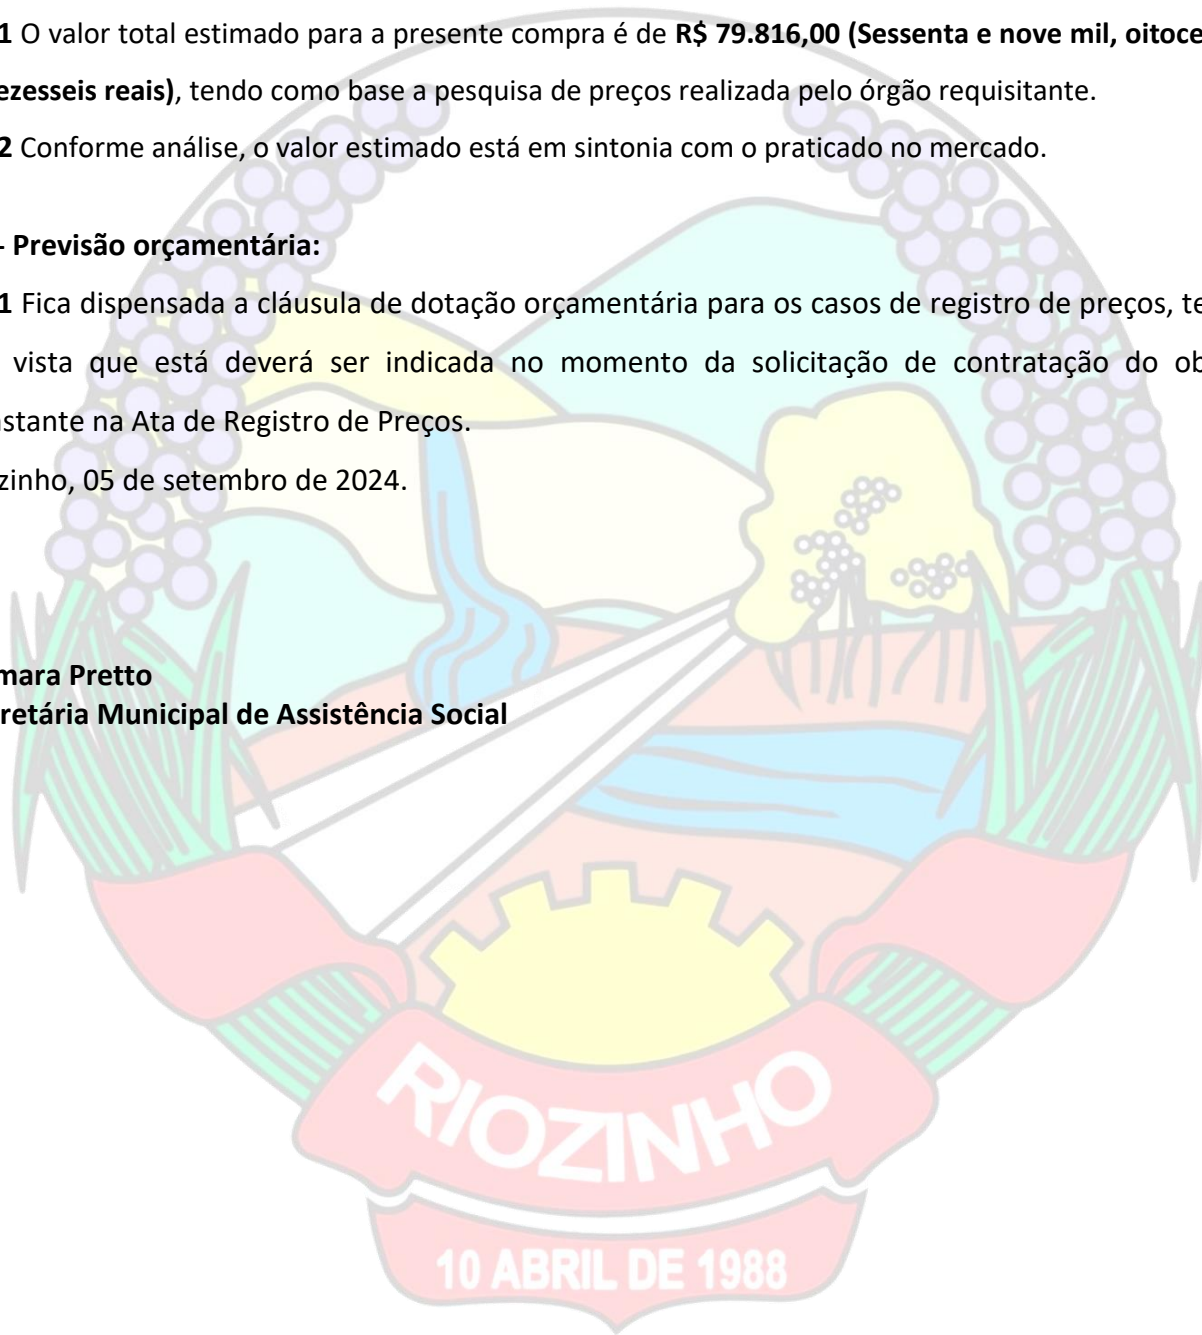 1 O valor total estimado para a presente compra é de R$ 79.816,00 (Sessenta e nove mil, oitoce
ezesseis reais), tendo como base a pesquisa de preços realizada pelo órgão requisitante.
2 Conforme análise, o valor estimado está em sintonia com o praticado no mercado.
- Previsão orçamentária:
1 Fica dispensada a cláusula de dotação orçamentária para os casos de registro de preços, te
vista que está deverá ser indicada no momento da solicitação de contratação do ob
nstante na Ata de Registro de Preços.
zinho, 05 de setembro de 2024.
mara Pretto
retária Municipal de Assistência Social
RIOZINHO
10 ABRIL DE 1988